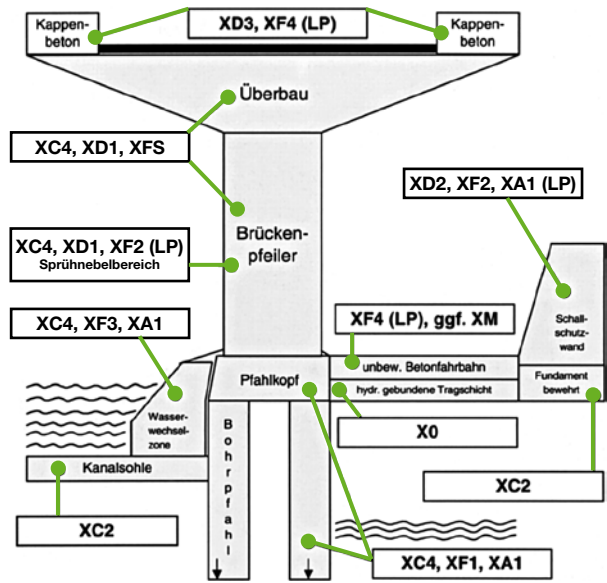 Kappen-
beton
XD3, XF4 (LP)
Kappen-
beton
Überbau
XC4, XD1, XFS
XD2, XF2, XA1 (LP)
Brücken-
pfeiler
XC4, XD1, XF2 (LP)
Sprühnebelbereich
XC4, XF3, XA1
XF4 (LP), ggf. XM
Schall-
schutz-
wand
unbew. Betonfahrbahn
Pfahlkopf
hydr. gebundene Tragschicht
Fundament
bewehrt
Wasser-
wechsel-
zone
X0
Kanalsohle
Bohrpfahl
XC2
XC2
XC4, XF1, XA1